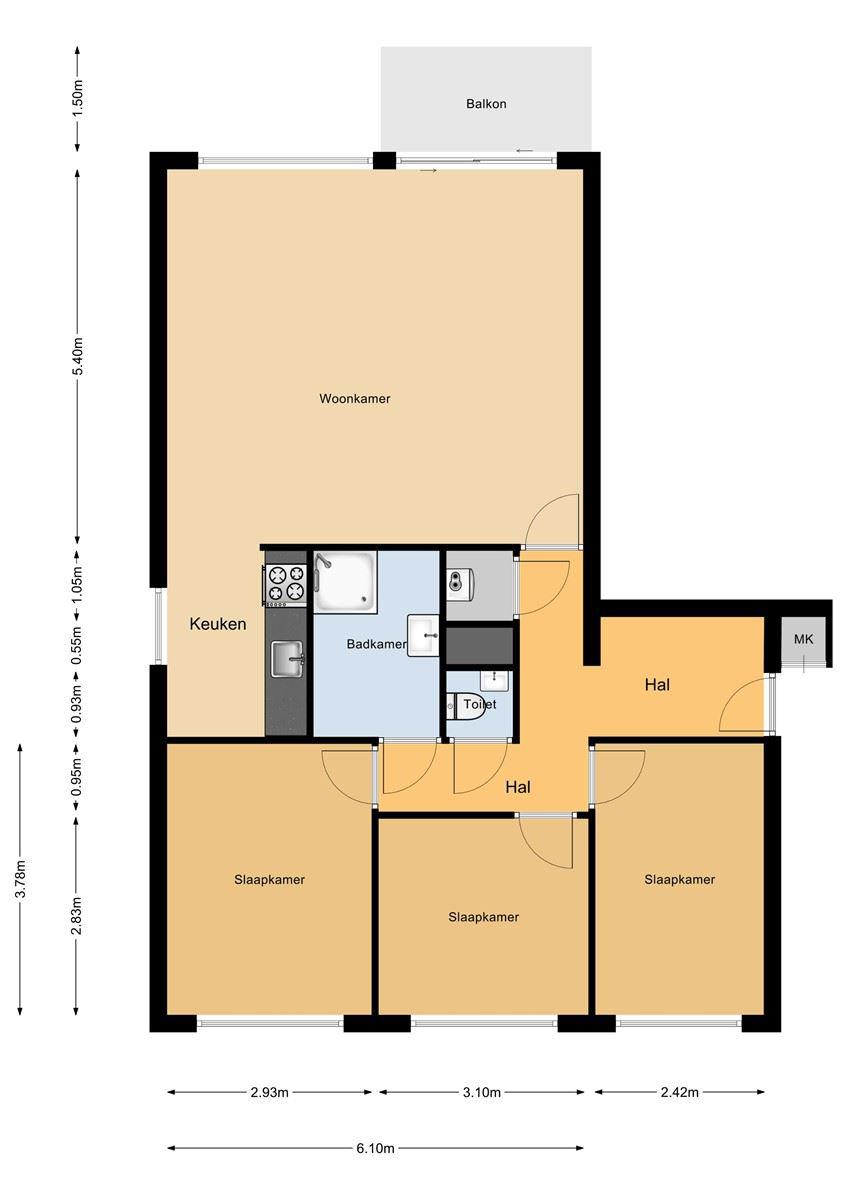 Balkon
1.50m
5.40m
Woonkamer
1.05m
Keuken
0.55m
Badkamer
MK
Hal
0.93m
Toilet
0.95m
Hal
3.78m
2.83m
Slaapkamer
Slaapkamer
Slaapkamer
2.93m
3.10m
2.42m
6.10m